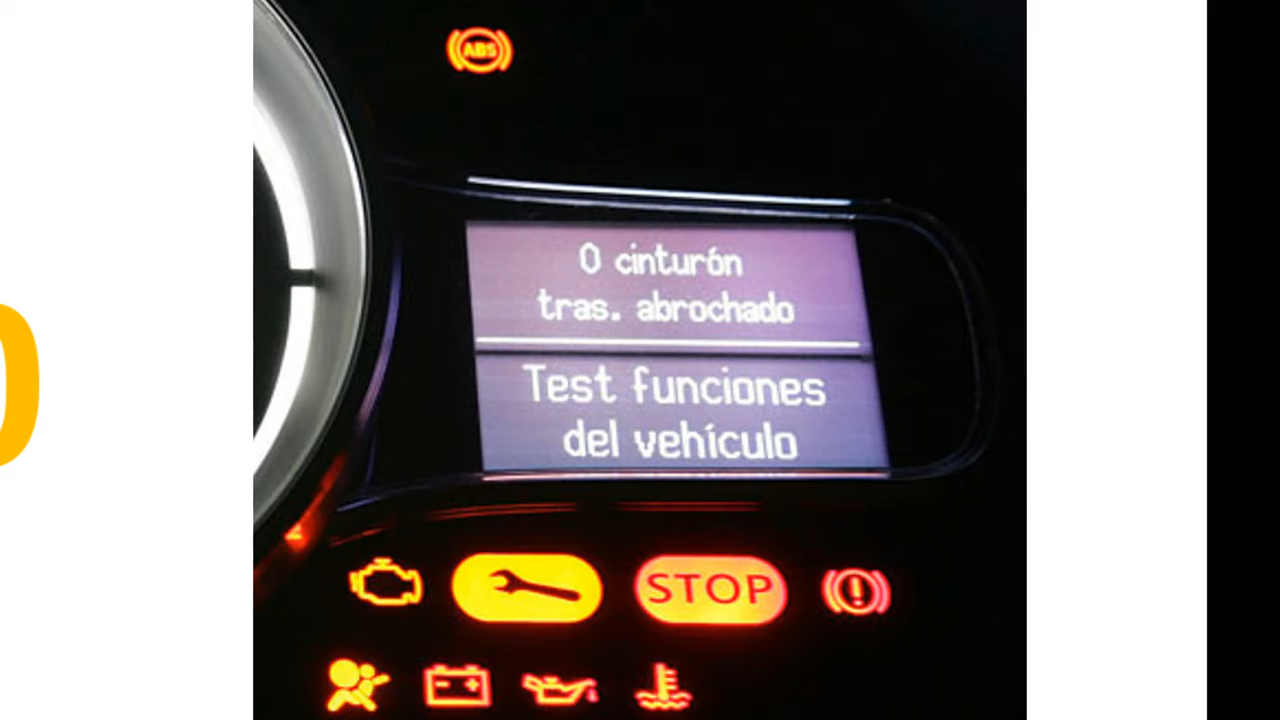 ABS
0 cinturón
tras. abrochado
Test funciones
del vehículo
STOP